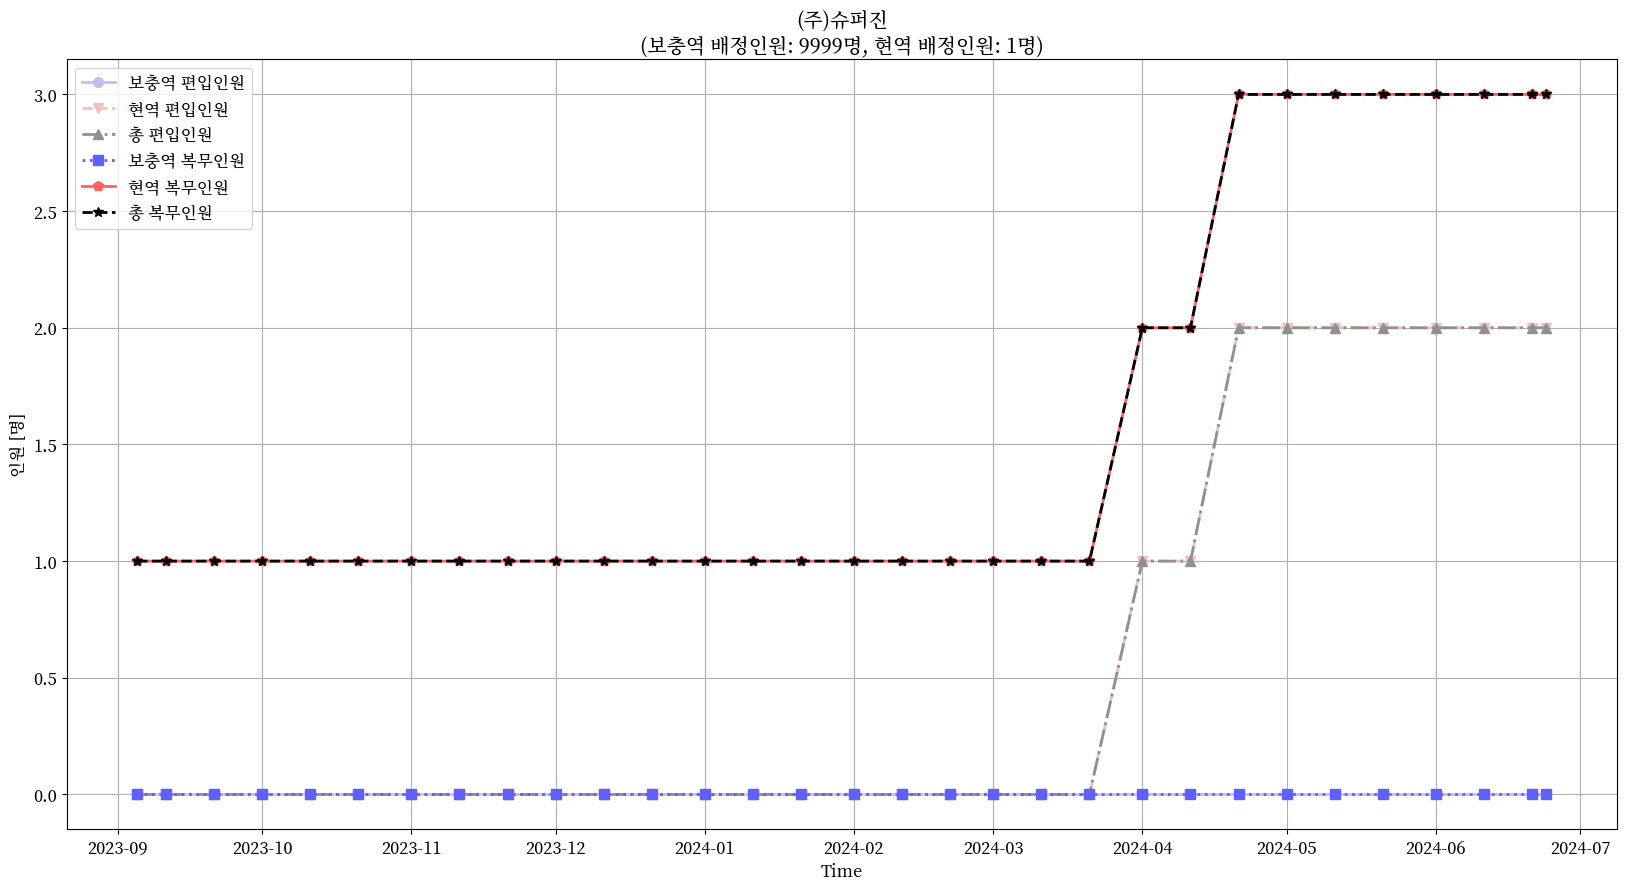 (주)슈퍼진
(보충역 배정인원: 9999명, 현역 배정인원: 1명)
보충역 편입인원
현역 편입인원
총 편입인원
보충역 복무인원
현역 복무인원
총 복무인원
3.0
2.5
2.0
1.5
1.0
0.5
0.0
인원 [명]
2023-09 2023-10 2023-11 2023-12 2024-01 2024-02 2024-03 2024-04 2024-05 2024-06 2024-07
Time